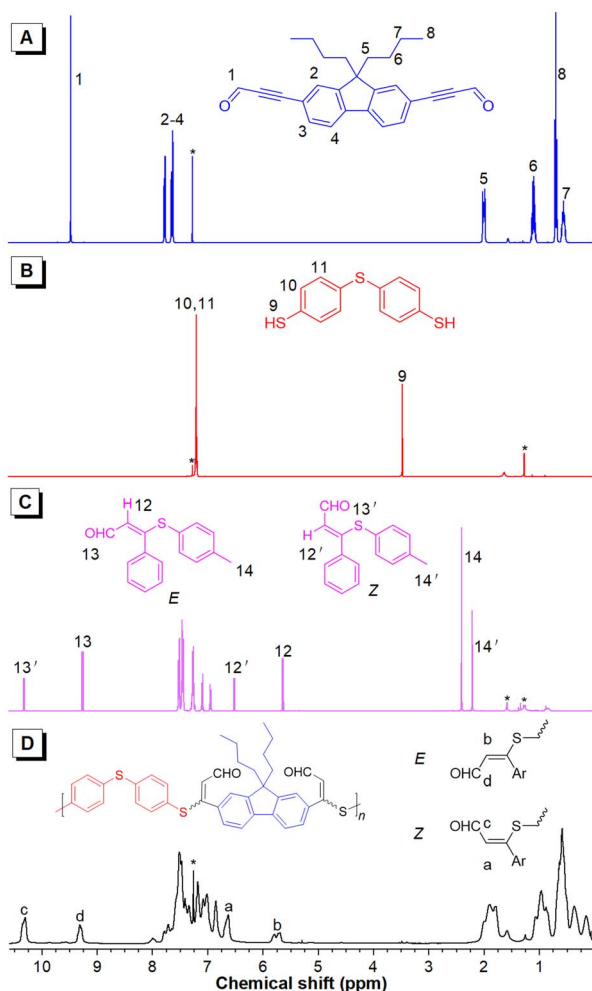 A
1
2-4
*
5
6
8
7
1
O
2
3
4
5
6
7
8
O
B
10,11
*
9
*
11
10
9
HS
S
SH
C
H
12
OHC
13
S
14
E
CHO
13′
H
12′
S
14′
Z
13′
13
12′
12
14
14′
*
*
D
S
S
CHO
CHO
S
n
b
S
OHC
d
Ar
E
OHC
c
S
a
Ar
Z
c
d
*
a
b
10 9 8 7 6 5 4 3 2 1
Chemical shift (ppm)